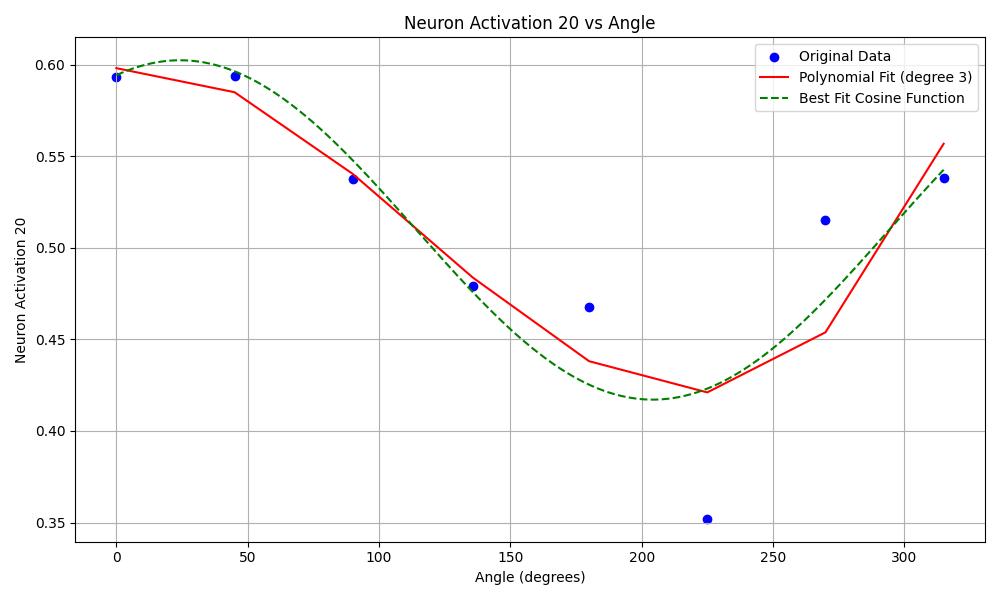 Neuron Activation 20 vs Angle
Original Data
Polynomial Fit (degree 3)
Best Fit Cosine Function
Neuron Activation 20
0.60
0.55
0.50
0.45
0.40
0.35
0 50 100 150 200 250 300
Angle (degrees)